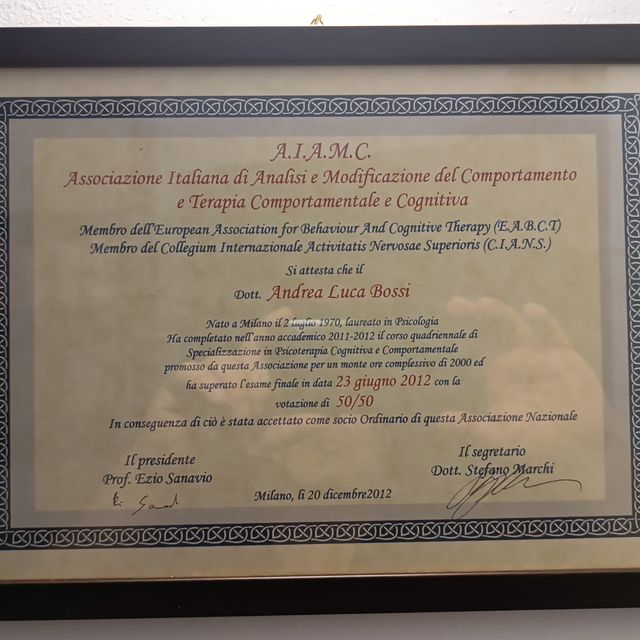 A.I.A.M.C.
Associazione Italiana di Analisi e Modificazione del Comportamento
e Terapia Comportamentale e Cognitiva
Membro dell'European Association for Behaviour And Cognitive Therapy (E.A.B.C.T)
Membro del Collegium Internazionale Activitatis Nervosae Superioris (C.I.A.N.S.)
Si attesta che il
Dott. Andrea Luca Bossi
Nato a Milano il 2 luglio 1970, laureato in Psicologia
Ha completato nell'anno accademico 2011-2012 il corso quadriennale di
Specializzazione in Psicoterapia Cognitiva e Comportamentale
promosso da questa Associazione per un monte ore complessivo di 2000 ed
ha superato l'esame finale in data 23 giugno 2012 con la
votazione di 50/50
In conseguenza di ciò è stata accettato come socio Ordinario di questa Associazione Nazionale
Il presidente
Prof. Ezio Sanavio
Il segretario
Dott. Stefano Marchi
Milano, li 20 dicembre2012